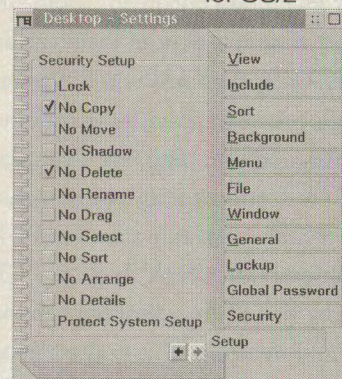 for OS/2
Desktop - Settings
Security Setup
Lock
No Copy
No Move
No Shadow
No Delete
No Rename
No Drag
No Select
No Sort
No Arrange
No Details
Protect System Setup
View
Include
Sort
Background
Menu
File
Window
General
Lockup
Global Password
Security
Setup